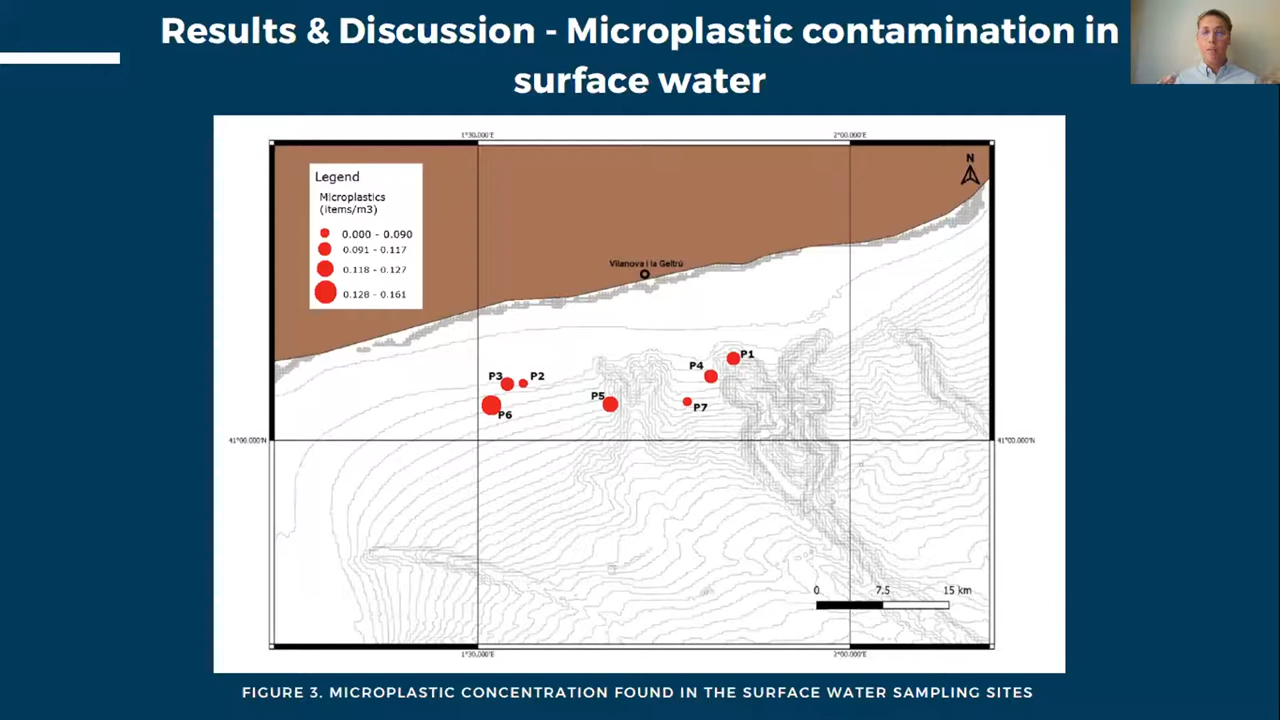 Results & Discussion - Microplastic contamination in
surface water
1°30.000'E
2°00.000'E
N
Legend
Microplastics
(items/m3)
0.000 - 0.090
0.091 - 0.117
0.118 - 0.127
0.128 - 0.161
Vilanova i la Geltrú
P1
P4
P3
P2
P5
P7
P6
41°00.000'N
41°00.000'N
0
7.5
15 km
1°30.000'E
2°00.000'E
FIGURE 3. MICROPLASTIC CONCENTRATION FOUND IN THE SURFACE WATER SAMPLING SITES